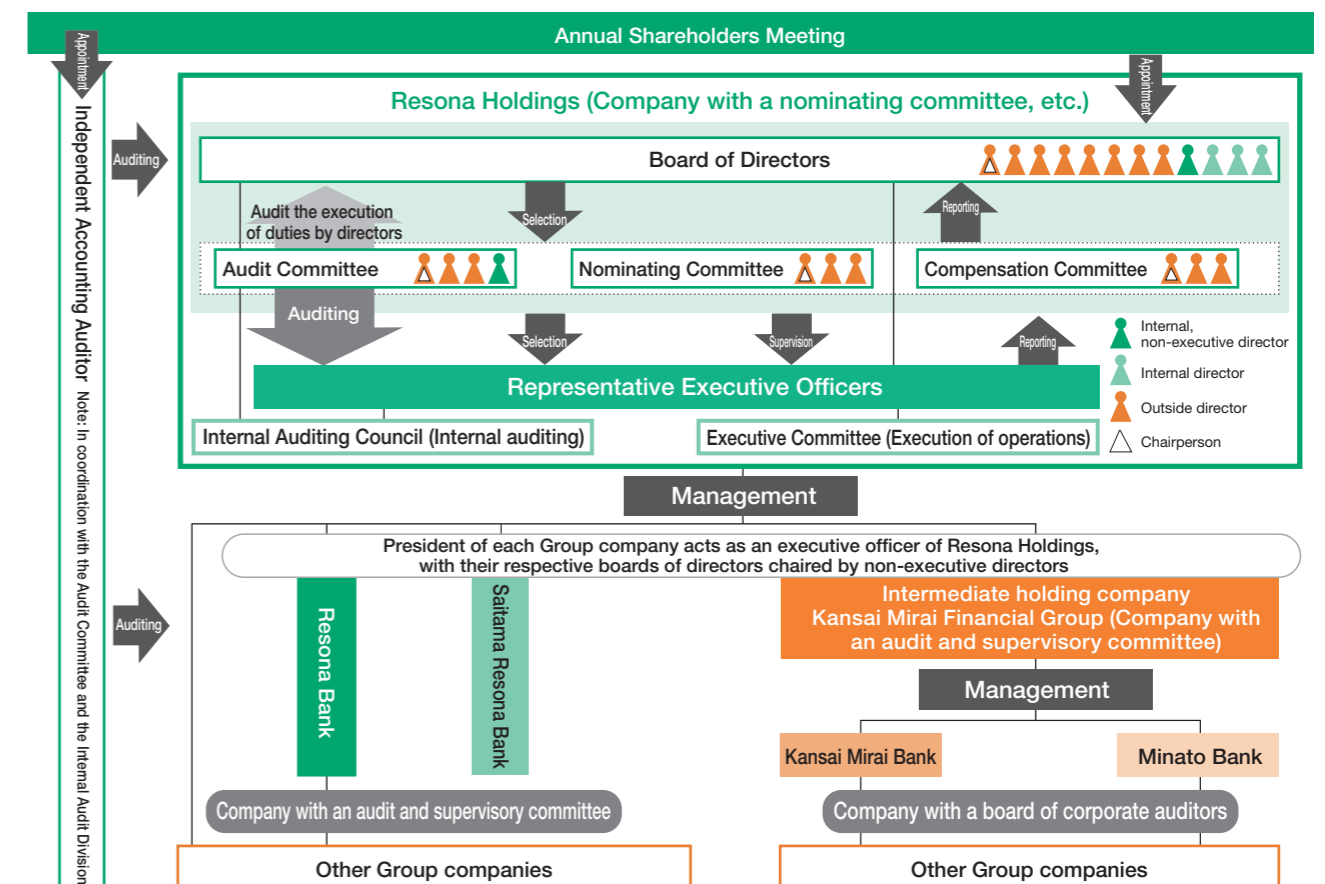 Annual Shareholders Meeting
Appointment
Appointment
Independent Accounting Auditor Note: In coordination with the Audit Committee and the Internal Audit Division
Auditing
Resona Holdings (Company with a nominating committee, etc.)
Board of Directors
Audit the execution
of duties by directors
Selection
Reporting
Audit Committee
Nominating Committee
Compensation Committee
Auditing
Selection
Supervision
Reporting
Internal,
non-executive director
Internal director
Outside director
Chairperson
Representative Executive Officers
Internal Auditing Council (Internal auditing)
Executive Committee (Execution of operations)
Management
President of each Group company acts as an executive officer of Resona Holdings,
with their respective boards of directors chaired by non-executive directors
Auditing
Resona Bank
Saitama Resona Bank
Intermediate holding company
Kansai Mirai Financial Group (Company with
an audit and supervisory committee)
Management
Kansai Mirai Bank
Minato Bank
Company with an audit and supervisory committee
Company with a board of corporate auditors
Other Group companies
Other Group companies